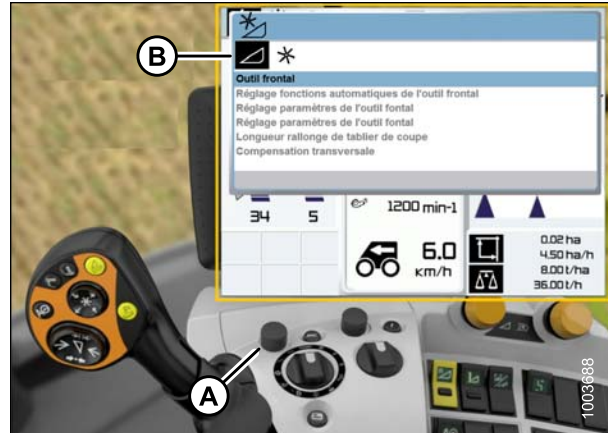 B
Outil frontal
Réglage fonctions automatiques de l'outil frontal
Réglage paramètres de l'outil fontal
Réglage paramètres de l'outil fontal
Longueur rallonge de tablier de coupe
Compensation transversale
34
5
1200 min-1
6.0
км/h
0.02 ha
4.50 ha/h
8.00 t/ha
36.00 t/h
A
1003688